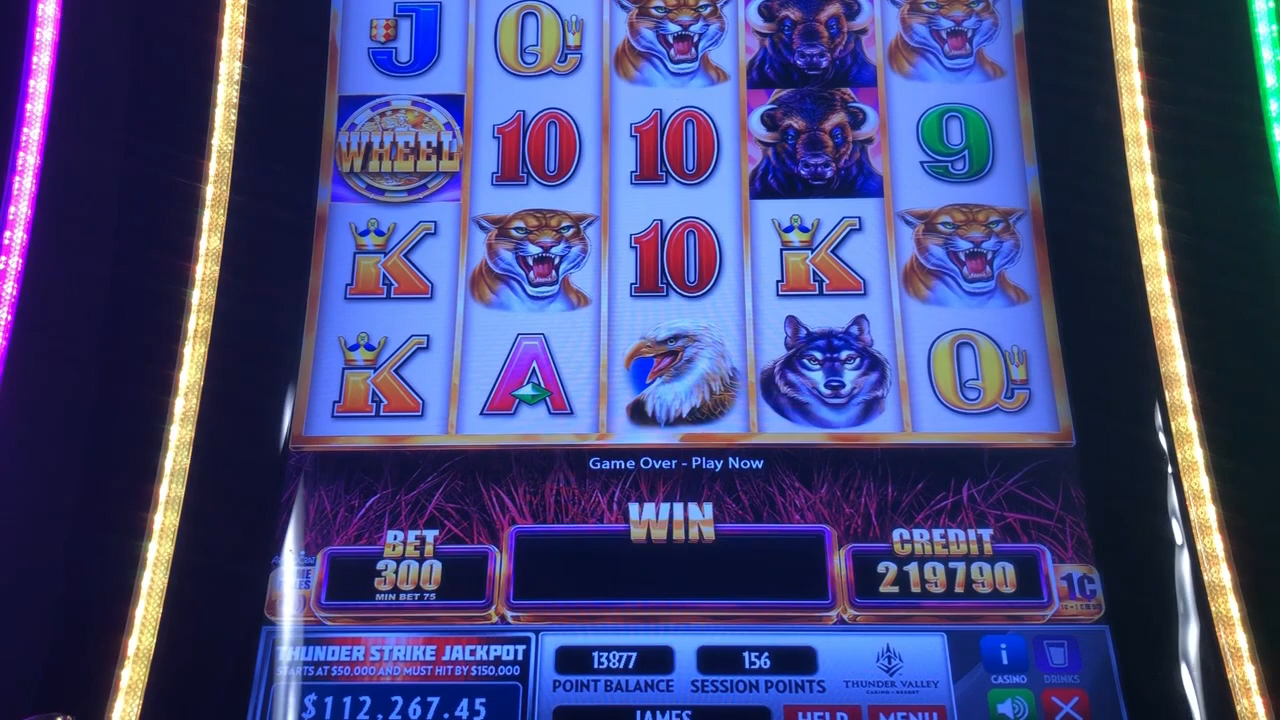 J Q
WHEEL 10 10 9
K 10 K
K A Q
Game Over - Play Now
WIN
BET
300
MIN BET 75
CREDIT
219790
1¢
THUNDER STRIKE JACKPOT
STARTS AT $50,000 AND MUST HIT BY $150,000
$112,267.45
13877
POINT BALANCE
156
SESSION POINTS
THUNDER VALLEY
CASINO • RESORT
JAMES
HELP
MENU
i
CASINO
DRINKS
X